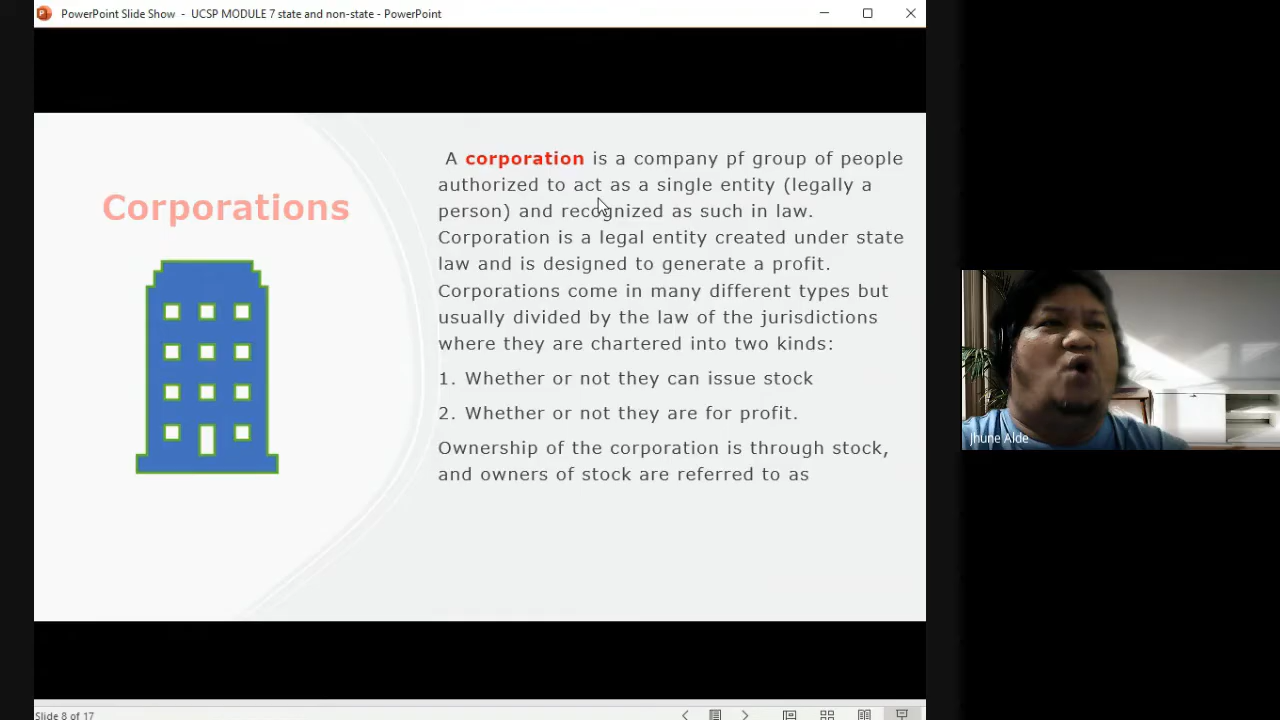 PowerPoint Slide Show - UCSP MODULE 7 state and non-state - PowerPoint
Corporations
A corporation is a company pf group of people
authorized to act as a single entity (legally a
person) and recognized as such in law.
Corporation is a legal entity created under state
law and is designed to generate a profit.
Corporations come in many different types but
usually divided by the law of the jurisdictions
where they are chartered into two kinds:
1. Whether or not they can issue stock
2. Whether or not they are for profit.
Ownership of the corporation is through stock,
and owners of stock are referred to as
Jhune Alde
Slide 8 of 17